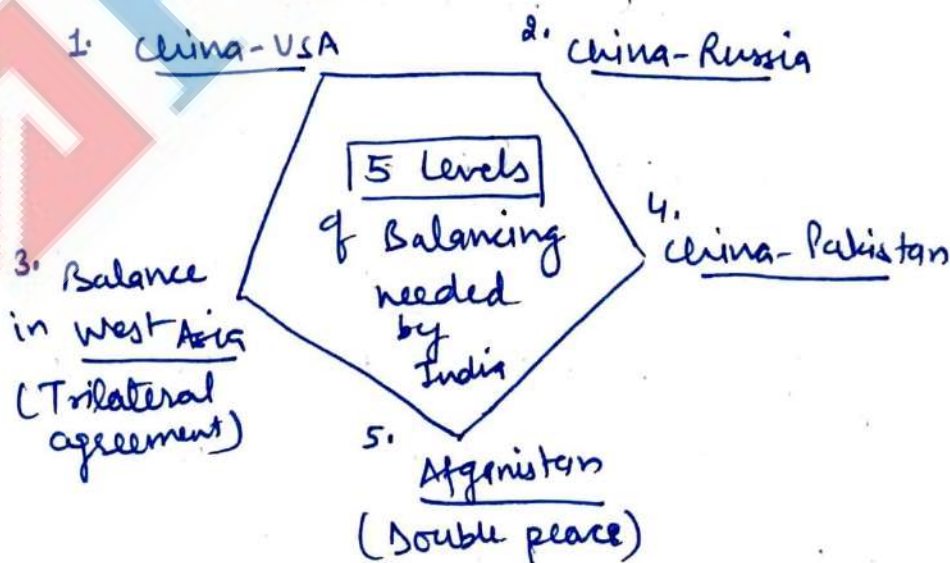 1. China-USA
2. China-Russia
5 Levels
of Balancing
needed
by
India
3. Balance
in West Asia
(Trilateral
agreement)
4.
China-Pakistan
5.
Afganistan
(Double peace)